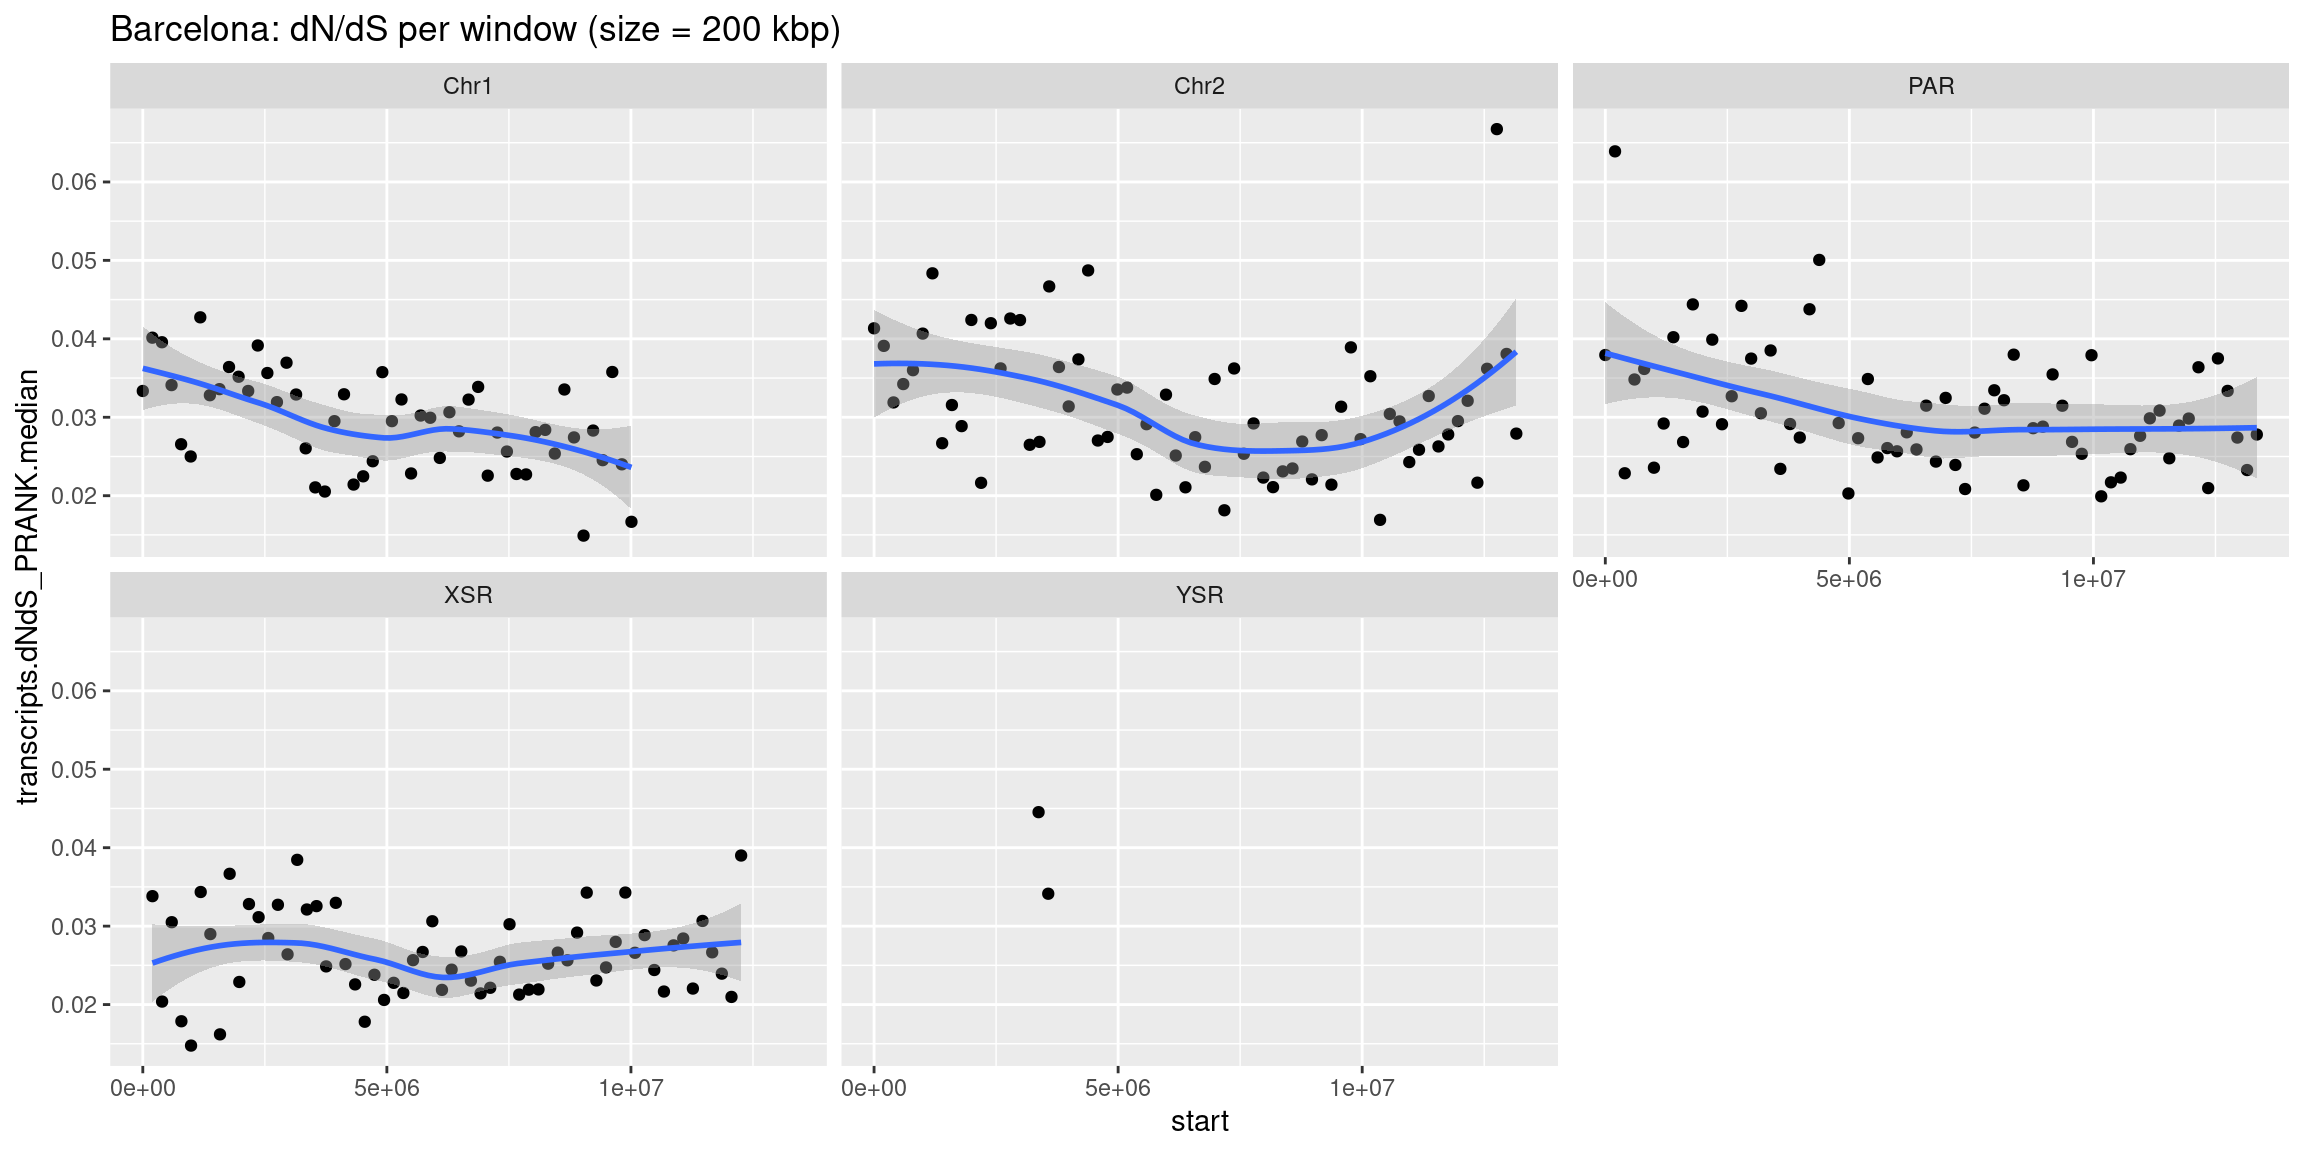 Barcelona: dN/dS per window (size = 200 kbp)
Chr1
Chr2
PAR
0.06
0.05
0.04
0.03
0.02
0e+00
5e+06
1e+07
XSR
YSR
0.06
0.05
0.04
0.03
0.02
0e+00
5e+06
1e+07
0e+00
5e+06
1e+07
start
transcripts.dNdS_PRANK.median